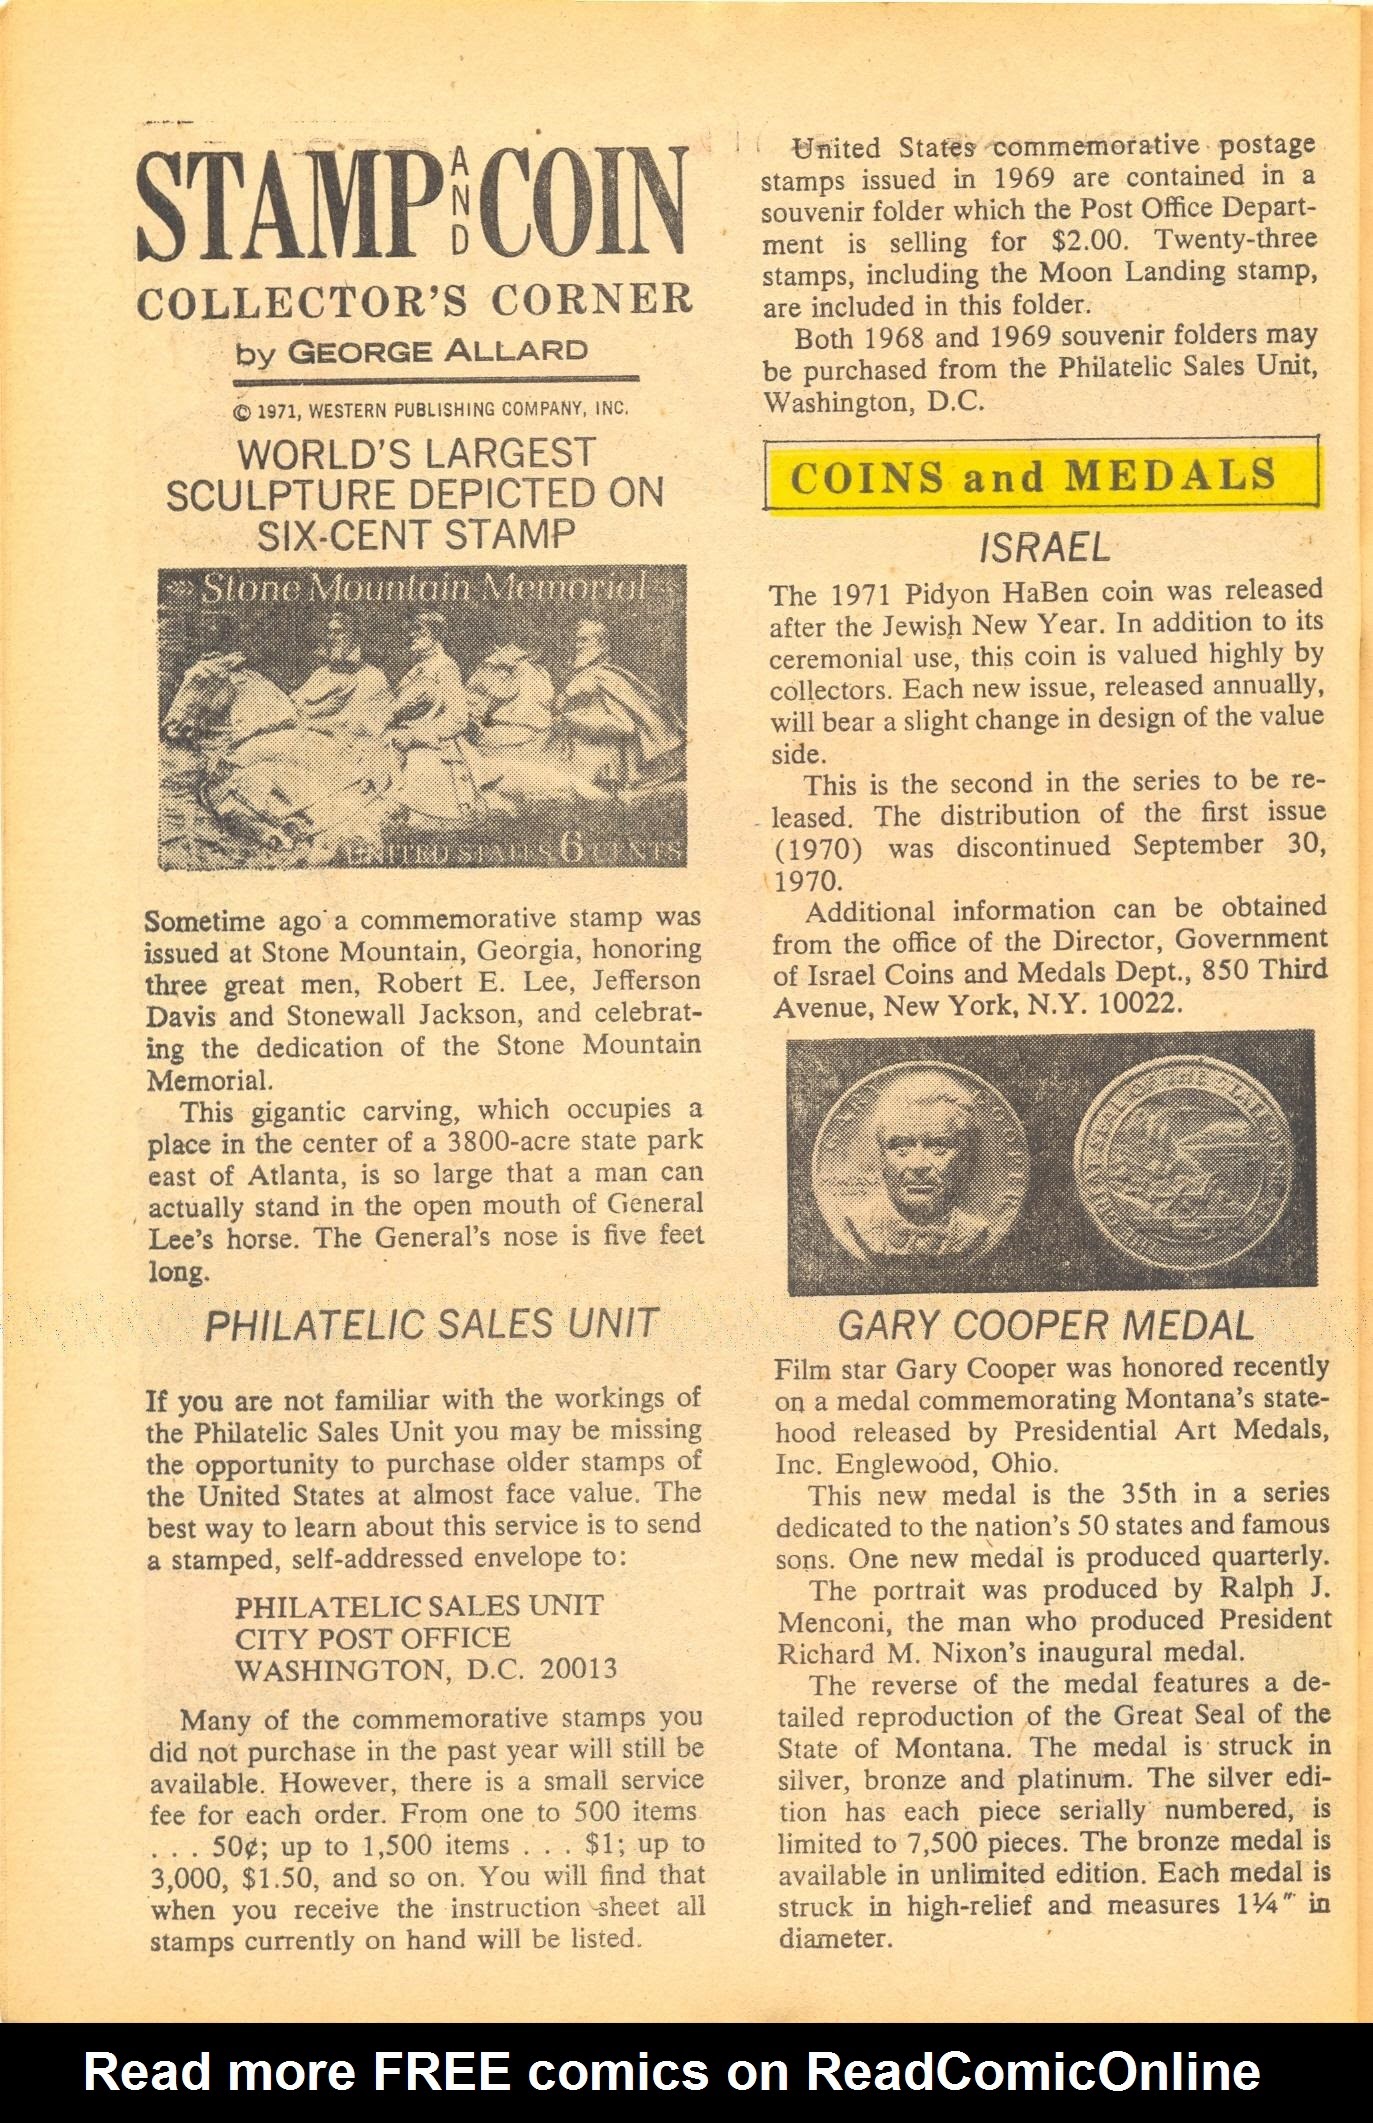 STAMP AND COIN
COLLECTOR'S CORNER
by GEORGE ALLARD
© 1971, WESTERN PUBLISHING COMPANY, INC.
WORLD'S LARGEST
SCULPTURE DEPICTED ON
SIX-CENT STAMP
Stone Mountain Memorial
UNITED STATES 6 CENTS
Sometime ago a commemorative stamp was
issued at Stone Mountain, Georgia, honoring
three great men, Robert E. Lee, Jefferson
Davis and Stonewall Jackson, and celebrat-
ing the dedication of the Stone Mountain
Memorial.
This gigantic carving, which occupies a
place in the center of a 3800-acre state park
east of Atlanta, is so large that a man can
actually stand in the open mouth of General
Lee's horse. The General's nose is five feet
long.
PHILATELIC SALES UNIT
If you are not familiar with the workings of
the Philatelic Sales Unit you may be missing
the opportunity to purchase older stamps of
the United States at almost face value. The
best way to learn about this service is to send
a stamped, self-addressed envelope to:
PHILATELIC SALES UNIT
CITY POST OFFICE
WASHINGTON, D.C. 20013
Many of the commemorative stamps you
did not purchase in the past year will still be
available. However, there is a small service
fee for each order. From one to 500 items
. . . 50¢; up to 1,500 items . . . $1; up to
3,000, $1.50, and so on. You will find that
when you receive the instruction sheet all
stamps currently on hand will be listed.
United States commemorative postage
stamps issued in 1969 are contained in a
souvenir folder which the Post Office Depart-
ment is selling for $2.00. Twenty-three
stamps, including the Moon Landing stamp,
are included in this folder.
Both 1968 and 1969 souvenir folders may
be purchased from the Philatelic Sales Unit,
Washington, D.C.
COINS and MEDALS
ISRAEL
The 1971 Pidyon HaBen coin was released
after the Jewish New Year. In addition to its
ceremonial use, this coin is valued highly by
collectors. Each new issue, released annually,
will bear a slight change in design of the value
side.
This is the second in the series to be re-
leased. The distribution of the first issue
(1970) was discontinued September 30,
1970.
Additional information can be obtained
from the office of the Director, Government
of Israel Coins and Medals Dept., 850 Third
Avenue, New York, N.Y. 10022.
GARY COOPER
GARY COOPER MEDAL
Film star Gary Cooper was honored recently
on a medal commemorating Montana's state-
hood released by Presidential Art Medals,
Inc. Englewood, Ohio.
This new medal is the 35th in a series
dedicated to the nation's 50 states and famous
sons. One new medal is produced quarterly.
The portrait was produced by Ralph J.
Menconi, the man who produced President
Richard M. Nixon's inaugural medal.
The reverse of the medal features a de-
tailed reproduction of the Great Seal of the
State of Montana. The medal is struck in
silver, bronze and platinum. The silver edi-
tion has each piece serially numbered, is
limited to 7,500 pieces. The bronze medal is
available in unlimited edition. Each medal is
struck in high-relief and measures 1¼" in
diameter.
Read more FREE comics on ReadComicOnline